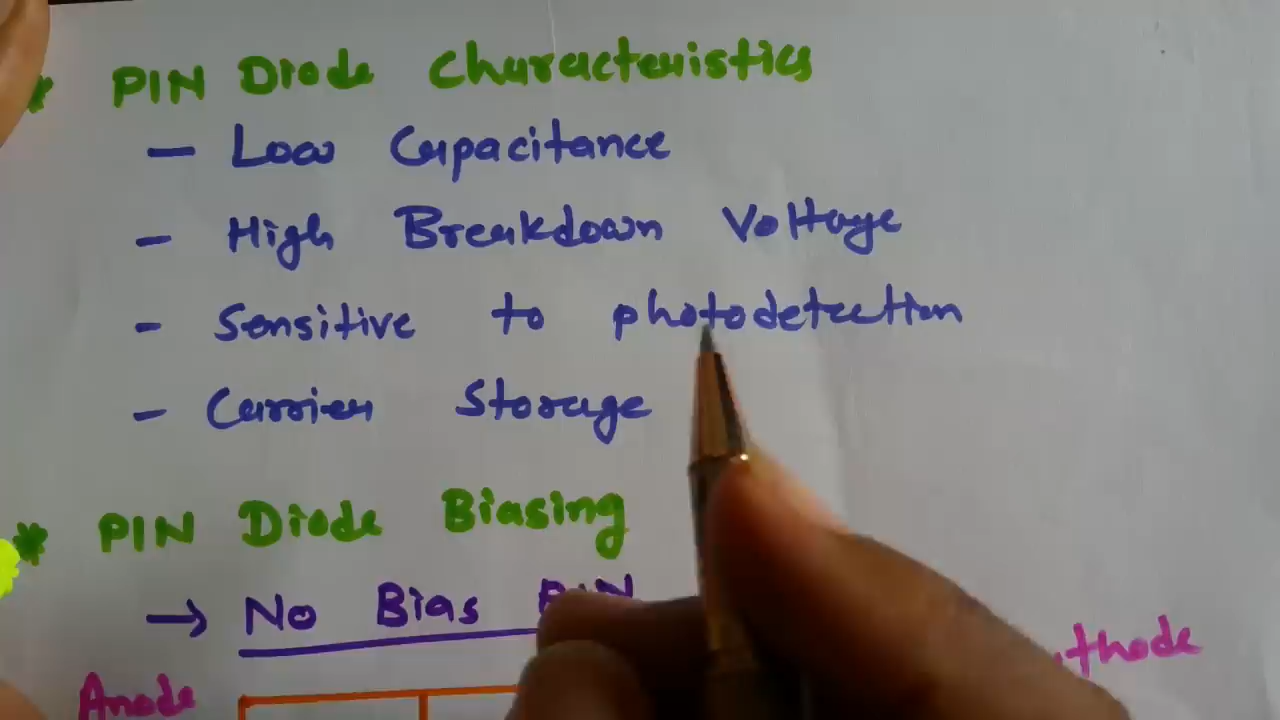 * PIN Diode Characteristics
- Low Capacitance
- High Breakdown Voltage
- Sensitive to photodetection
- Carrier Storage
* PIN Diode Biasing
→ No Bias PIN
Anode